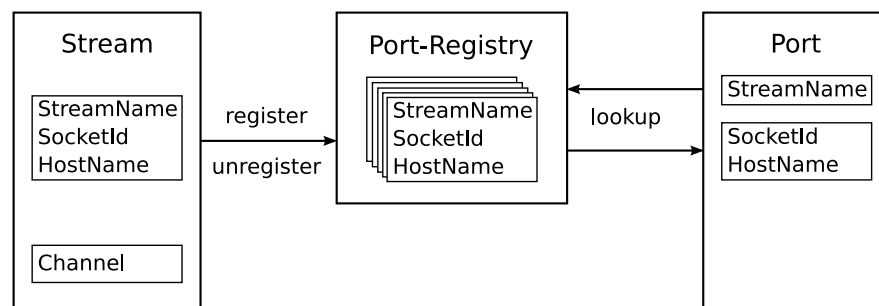 Stream
StreamName
SocketId
HostName
Channel
register
unregister
Port-Registry
StreamName
SocketId
HostName
lookup
Port
StreamName
SocketId
HostName